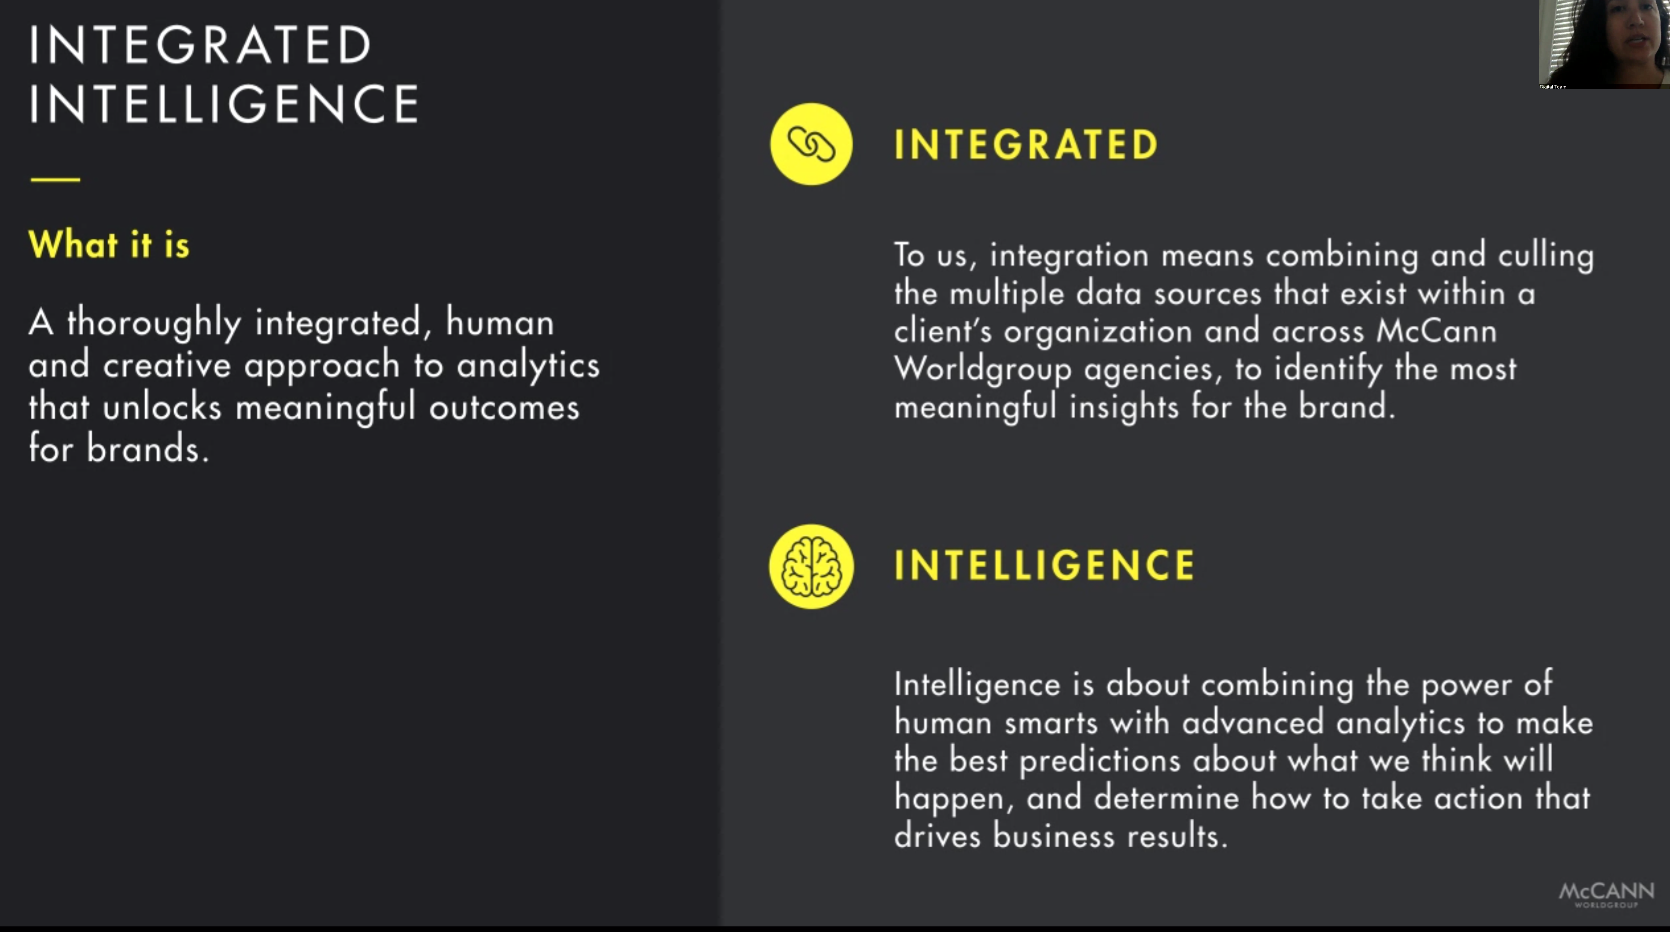 INTEGRATED
INTELLIGENCE
What it is
A thoroughly integrated, human
and creative approach to analytics
that unlocks meaningful outcomes
for brands.
INTEGRATED
To us, integration means combining and culling
the multiple data sources that exist within a
client's organization and across McCann
Worldgroup agencies, to identify the most
meaningful insights for the brand.
INTELLIGENCE
Intelligence is about combining the power of
human smarts with advanced analytics to make
the best predictions about what we think will
happen, and determine how to take action that
drives business results.
McCANN
WORLDGROUP